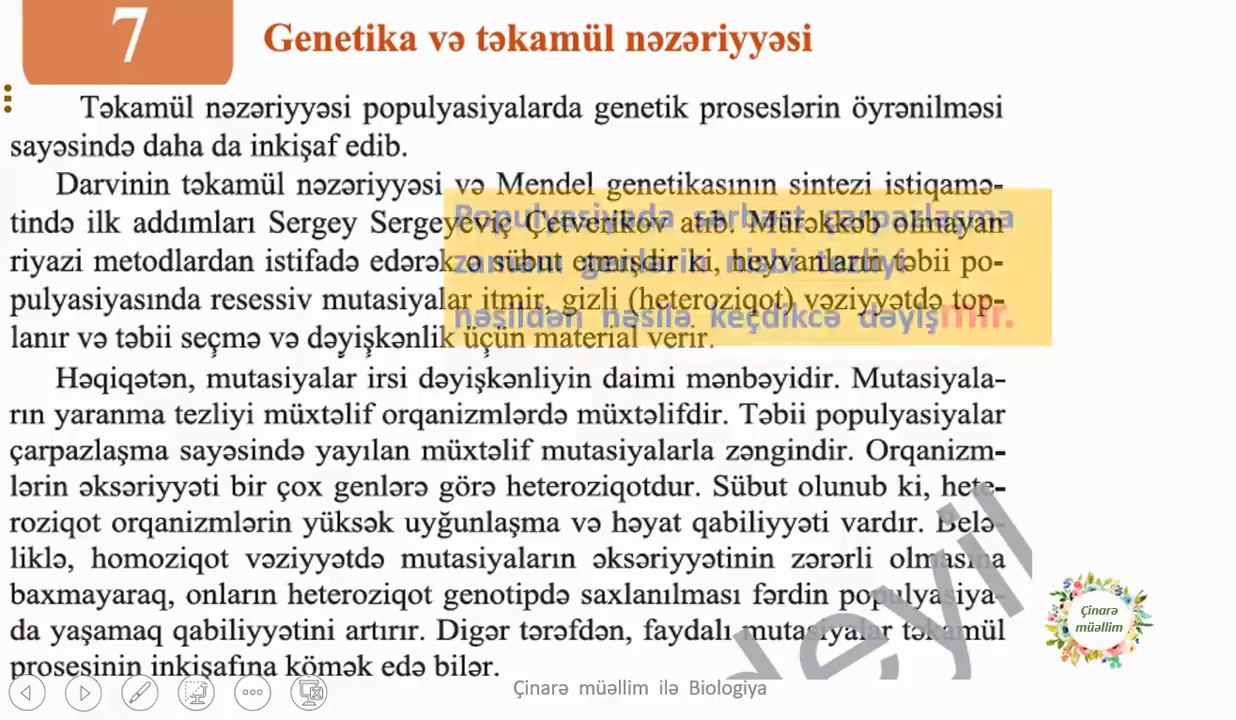 7
Genetika və təkamül nəzəriyyəsi
Təkamül nəzəriyyəsi populyasiyalarda genetik proseslərin öyrənilməsi
sayəsində daha da inkişaf edib.
Darvinin təkamül nəzəriyyəsi və Mendel genetikasının sintezi istiqamə-
tində ilk addımları Sergey Sergeyeviç Çetverikov atıb. Mürəkkəb olmayan
riyazi metodlardan istifadə edərək o sübut etmişdir ki, heyvanların təbii po-
pulyasiyasında resessiv mutasiyalar itmir, gizli (heteroziqot) vəziyyətdə top-
lanır və təbii seçmə və dəyişkənlik üçün material verir.
Populyasiyada sərbəst çarpazlaşma
zamanı genlərin nisbi tezliyi
nəsildən nəsilə keçdikcə dəyişmir.
Həqiqətən, mutasiyalar irsi dəyişkənliyin daimi mənbəyidir. Mutasiyala-
rın yaranma tezliyi müxtəlif orqanizmlərdə müxtəlifdir. Təbii populyasiyalar
çarpazlaşma sayəsində yayılan müxtəlif mutasiyalarla zəngindir. Orqanizm-
lərin əksəriyyəti bir çox genlərə görə heteroziqotdur. Sübut olunub ki, hete-
roziqot orqanizmlərin yüksək uyğunlaşma və həyat qabiliyyəti vardır. Belə-
liklə, homoziqot vəziyyətdə mutasiyaların əksəriyyətinin zərərli olmasına
baxmayaraq, onların heteroziqot genotipdə saxlanılması fərdin populyasiya-
da yaşamaq qabiliyyətini artırır. Digər tərəfdən, faydalı mutasiyalar təkamül
prosesinin inkişafına kömək edə bilər.
Çinarə
müəllim
Çinarə müəllim ilə Biologiya